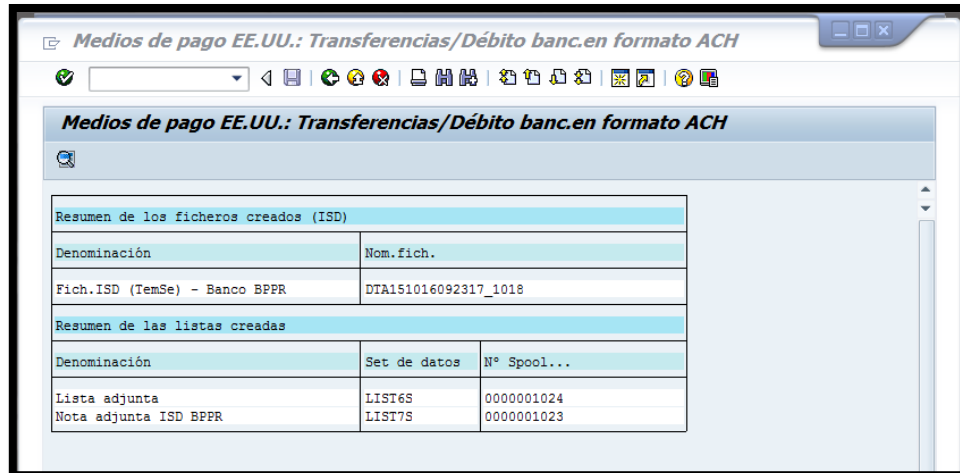 Medios de pago EE.UU.: Transferencias/Débito banc.en formato ACH
Medios de pago EE.UU.: Transferencias/Débito banc.en formato ACH
Resumen de los ficheros creados (ISD)
Denominación Nom.fich.
Fich.ISD (TemSe) - Banco BPPR DTA151016092317_1018
Resumen de las listas creadas
Denominación Set de datos Nº Spool...
Lista adjunta LIST6S 0000001024
Nota adjunta ISD BPPR LIST7S 0000001023